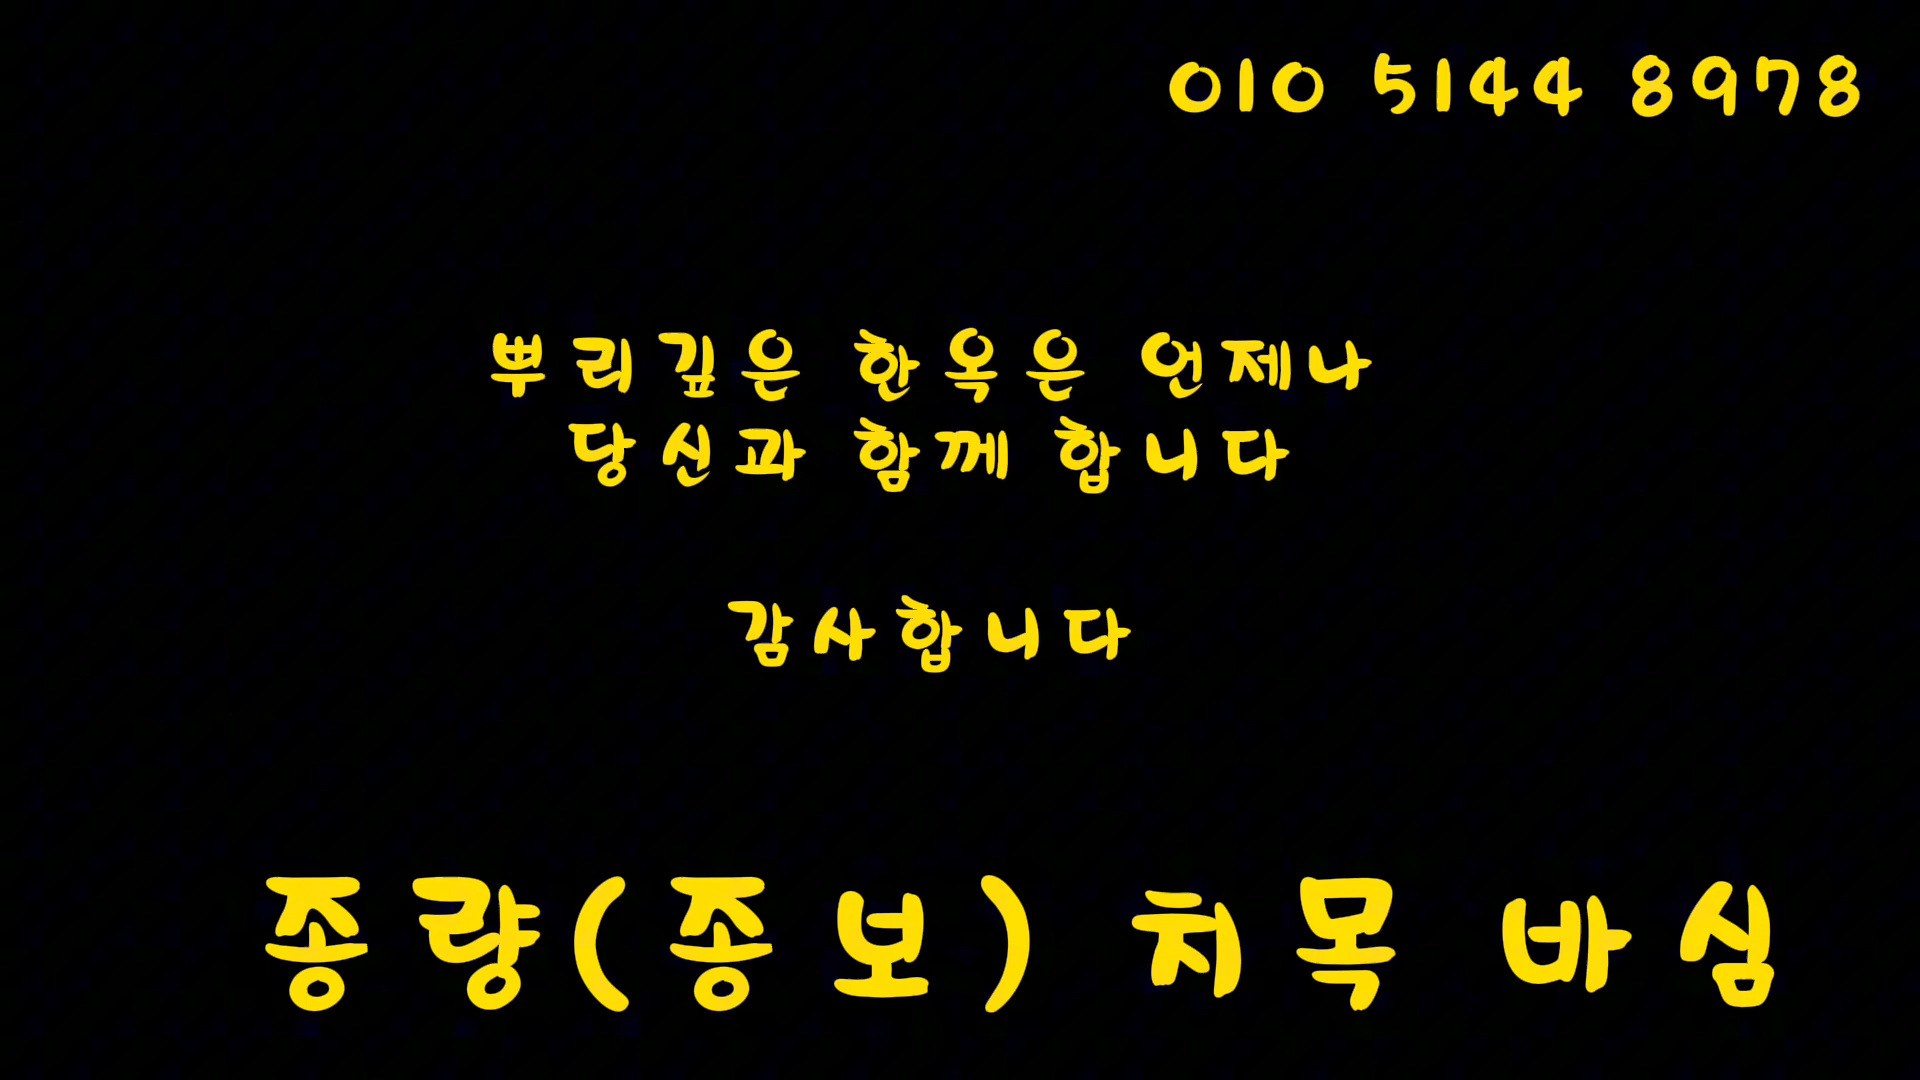 010 5144 8978
뿌리깊은 한옥은 언제나
당신과 함께 합니다
감사합니다
종량(종보) 치목 바심